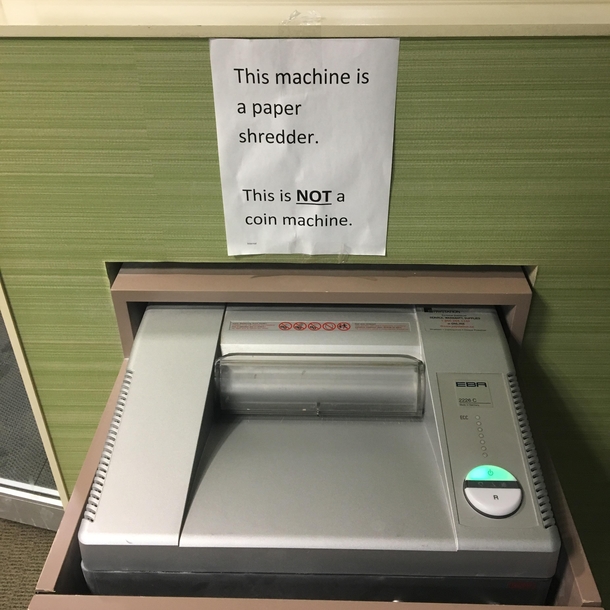 This machine is
a paper
shredder.
This is NOT a
coin machine.
EBA
R